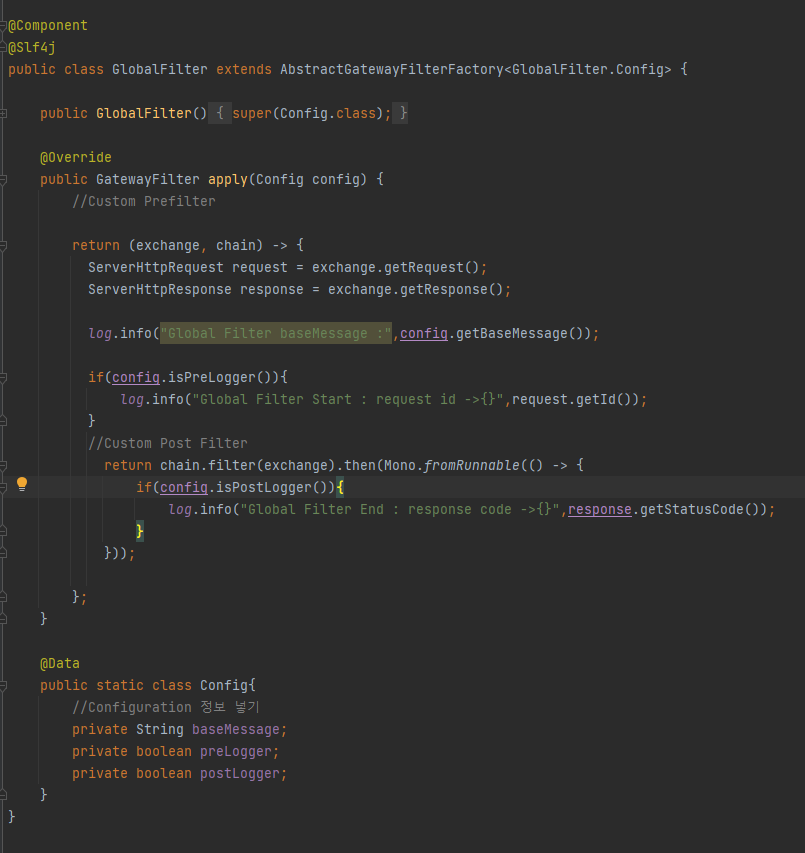 @Component
@Slf4j
public class GlobalFilter extends AbstractGatewayFilterFactory<GlobalFilter.Config> {
public GlobalFilter() { super(Config.class); }
@Override
public GatewayFilter apply(Config config) {
//Custom Prefilter
return (exchange, chain) -> {
ServerHttpRequest request = exchange.getRequest();
ServerHttpResponse response = exchange.getResponse();
log.info("Global Filter baseMessage :",config.getBaseMessage());
if(config.isPreLogger()){
log.info("Global Filter Start : request id ->{}",request.getId());
}
//Custom Post Filter
return chain.filter(exchange).then(Mono.fromRunnable(() -> {
if(config.isPostLogger()){
log.info("Global Filter End : response code ->{}",response.getStatusCode());
}
}));
};
}
@Data
public static class Config{
//Configuration 정보 넣기
private String baseMessage;
private boolean preLogger;
private boolean postLogger;
}
}